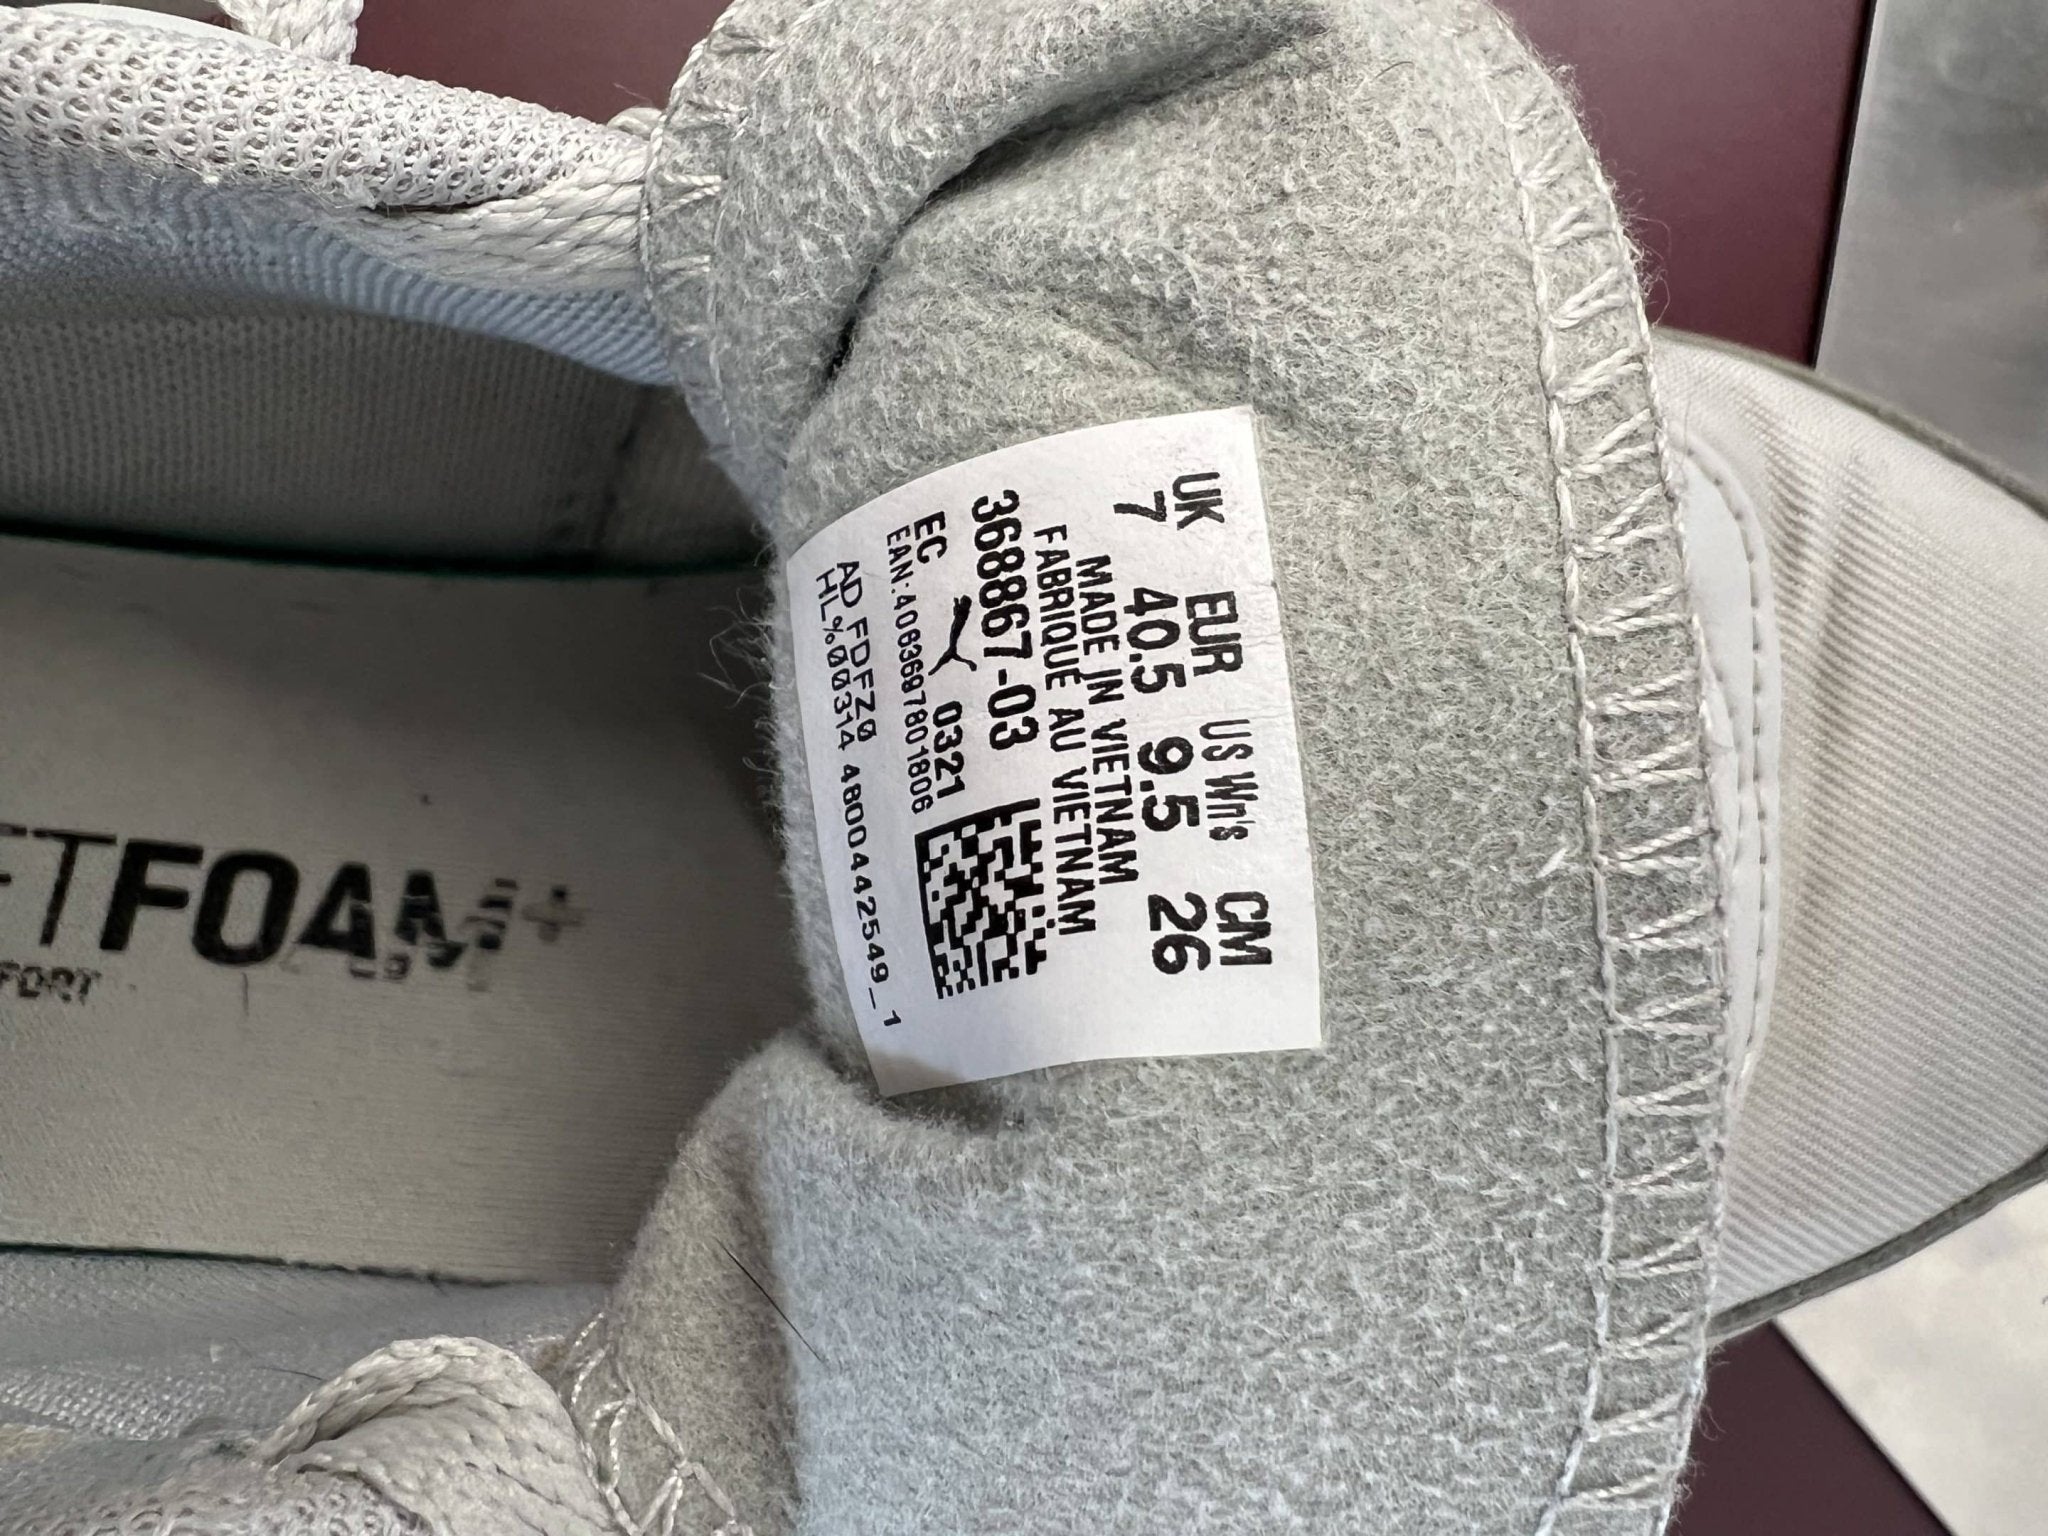 UK EUR US Wn's CM
7 40.5 9.5 26
MADE IN VIETNAM
FABRIQUE AU VIETNAM
368867-03
EC 0321
EAN:4063697801806
AD FDFZ0
HL%00314 4800442549_1
FOAM+